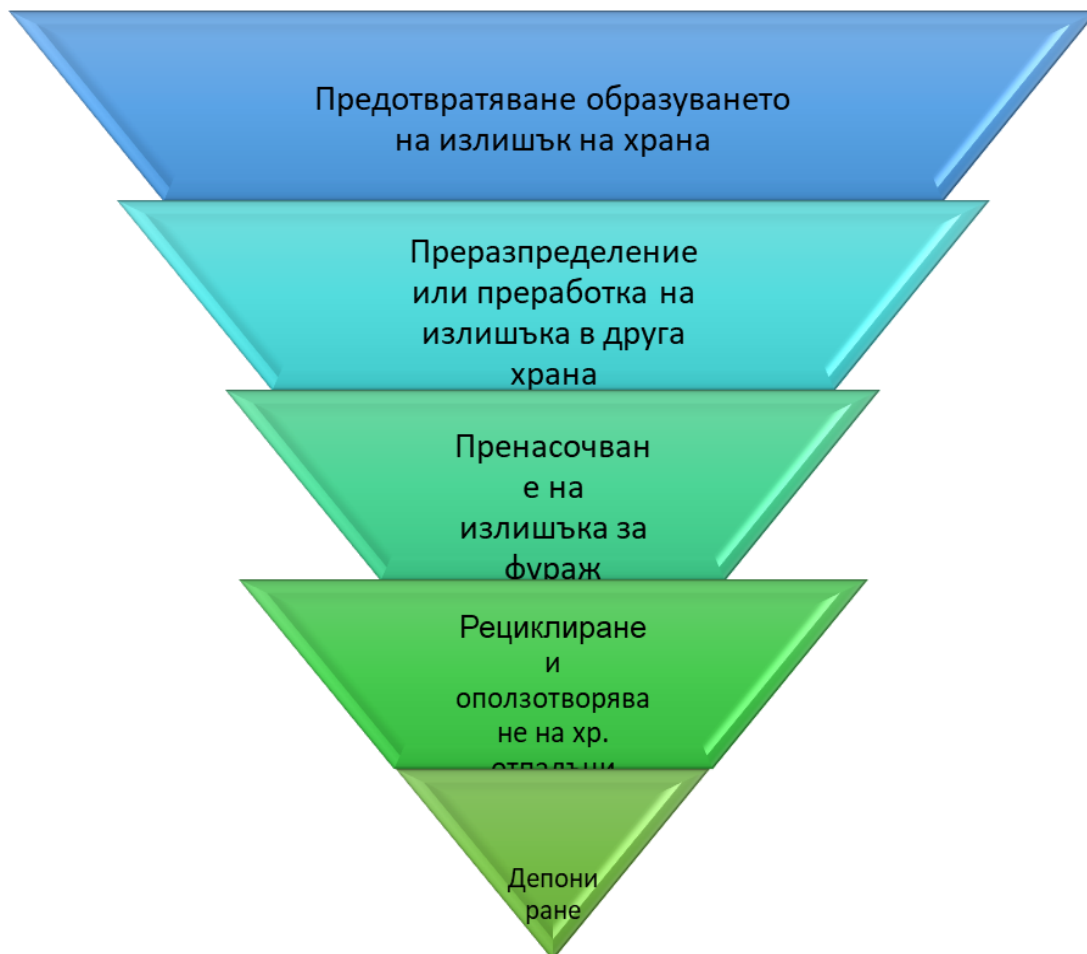 Предотвратяване образуването
на излишък на храна
Преразпределение
или преработка на
излишъка в друга
храна
Пренасочван
е на
излишъка за
фураж
Рециклиране
и
оползотворява
не на хр.
отпадъци
Депони
ране